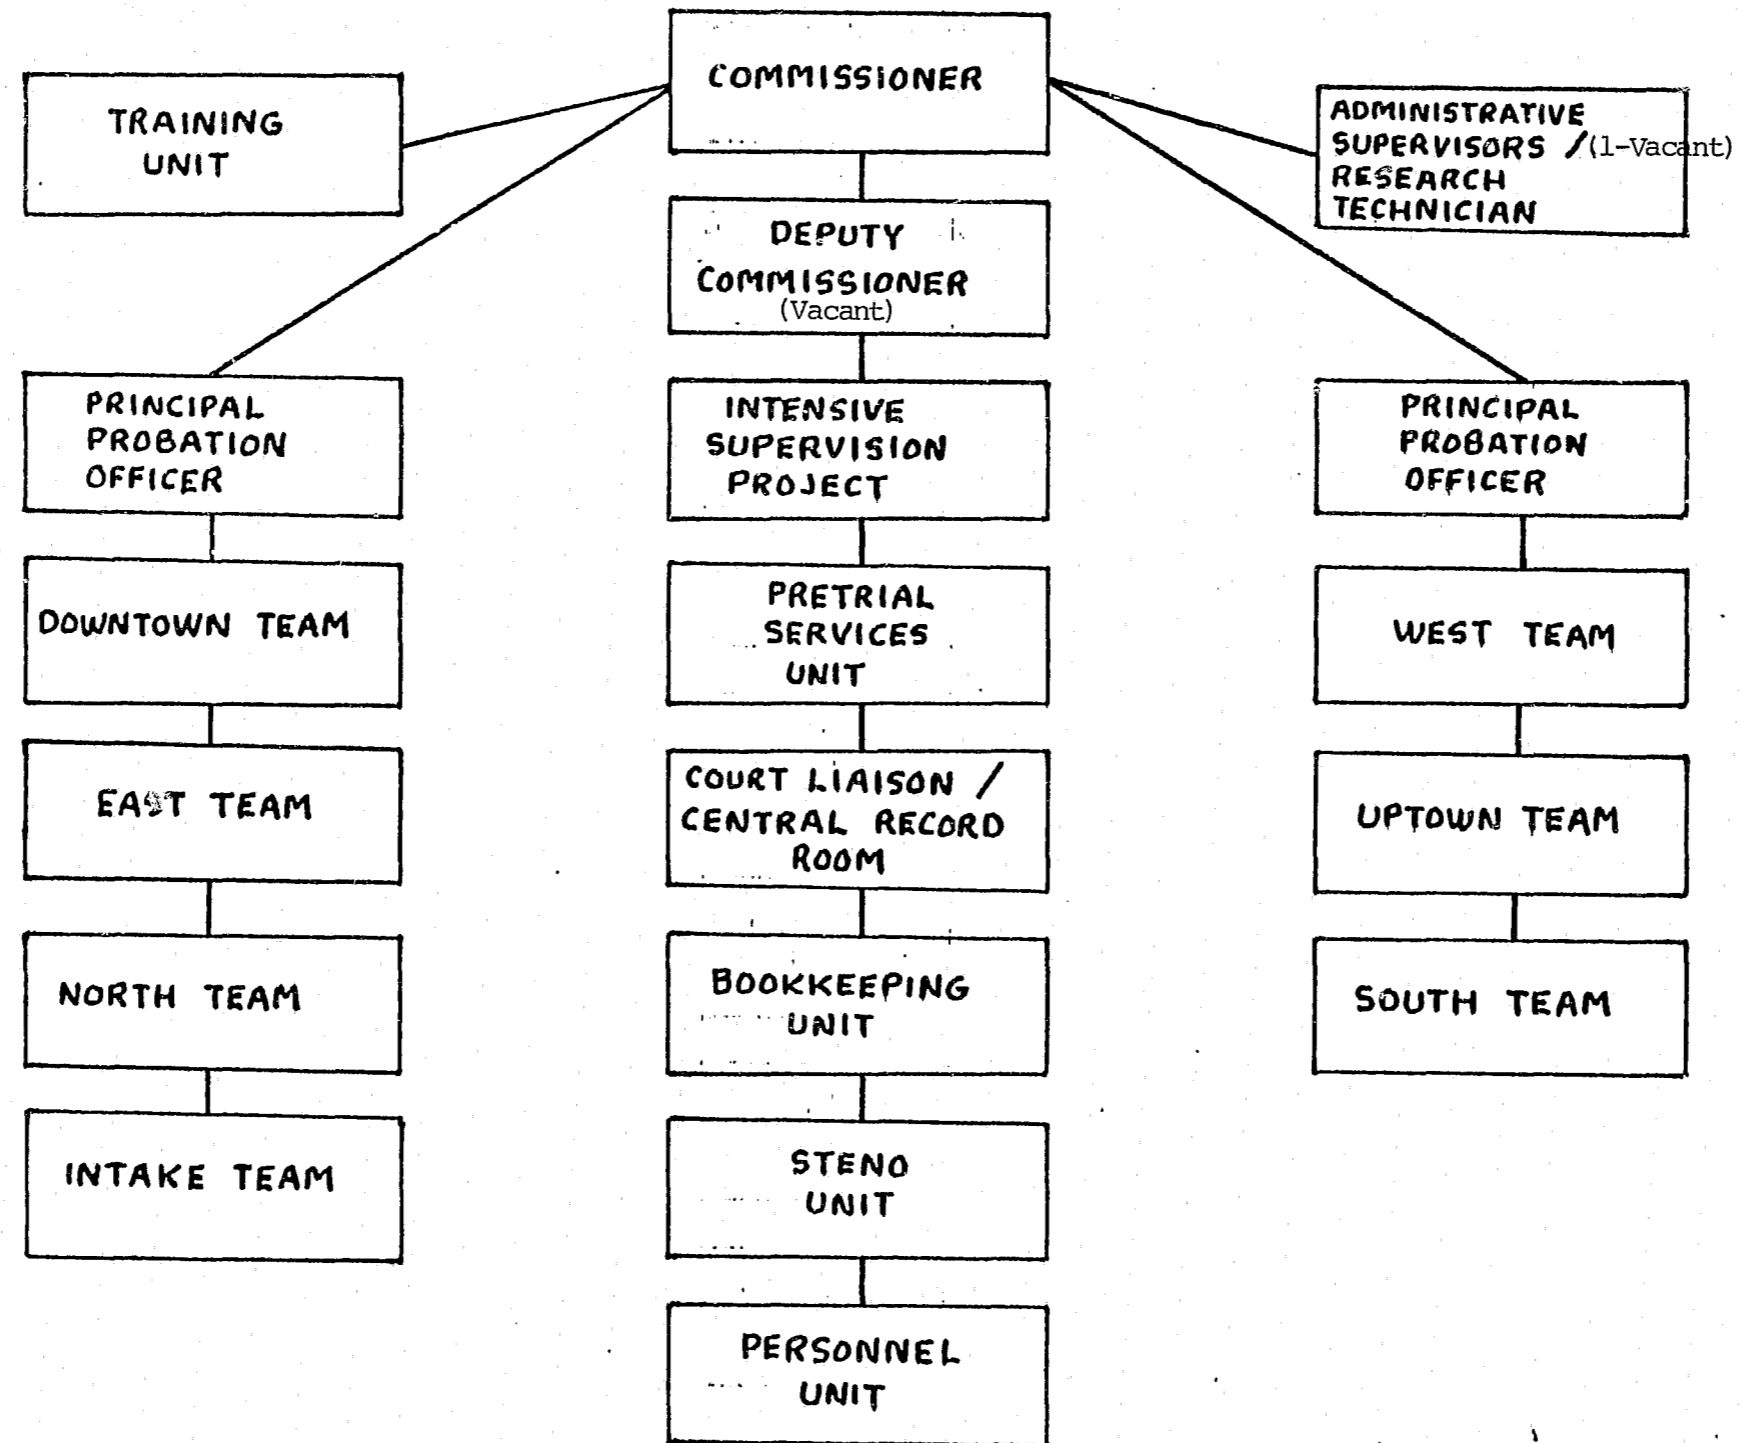 COMMISSIONER
TRAINING
UNIT
ADMINISTRATIVE
SUPERVISORS / (1-Vacant)
RESEARCH
TECHNICIAN
DEPUTY
COMMISSIONER
(Vacant)
PRINCIPAL
PROBATION
OFFICER
INTENSIVE
SUPERVISION
PROJECT
PRINCIPAL
PROBATION
OFFICER
DOWNTOWN TEAM
PRETRIAL
SERVICES
UNIT
WEST TEAM
EAST TEAM
COURT LIAISON /
CENTRAL RECORD
ROOM
UPTOWN TEAM
NORTH TEAM
BOOKKEEPING
UNIT
SOUTH TEAM
INTAKE TEAM
STENO
UNIT
PERSONNEL
UNIT